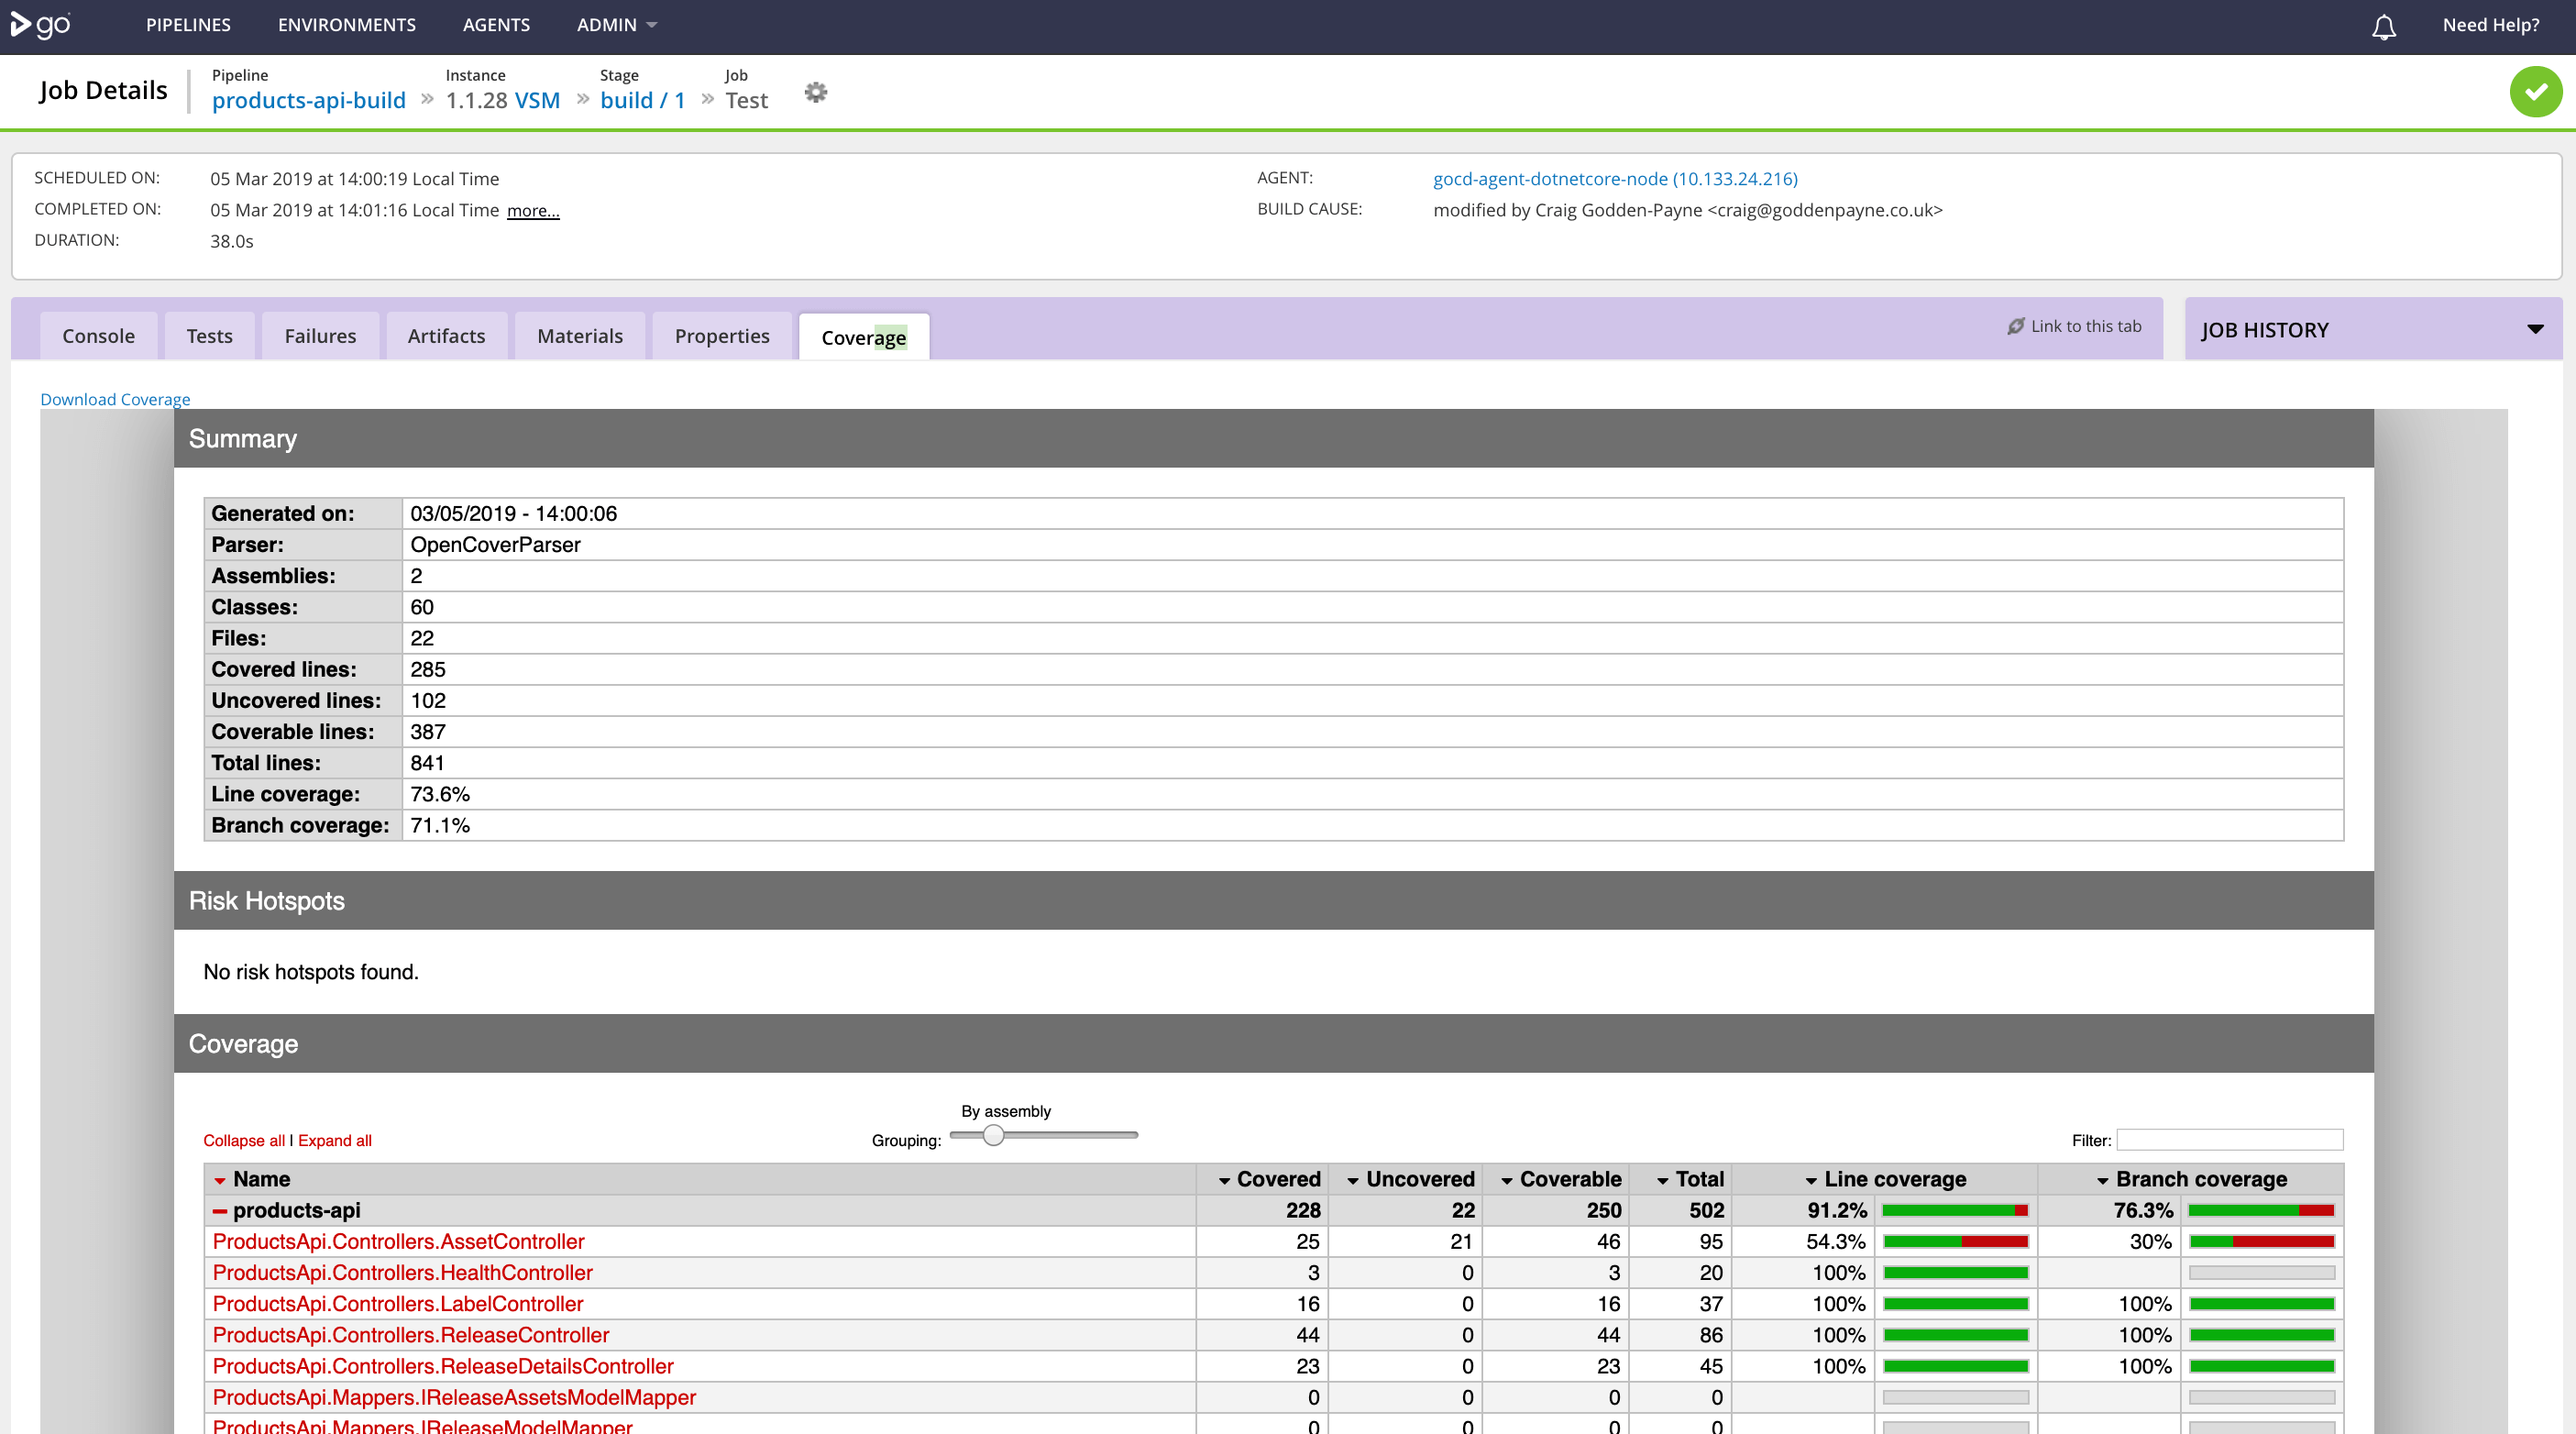 go PIPELINES ENVIRONMENTS AGENTS ADMIN Need Help?
Job Details
Pipeline Instance Stage Job
products-api-build » 1.1.28 VSM » build / 1 » Test
SCHEDULED ON: 05 Mar 2019 at 14:00:19 Local Time AGENT: gocd-agent-dotnetcore-node (10.133.24.216)
COMPLETED ON: 05 Mar 2019 at 14:01:16 Local Time more... BUILD CAUSE: modified by Craig Godden-Payne <craig@goddenpayne.co.uk>
DURATION: 38.0s
Console Tests Failures Artifacts Materials Properties Coverage Link to this tab JOB HISTORY
Download Coverage
Summary
Generated on: 03/05/2019 - 14:00:06
Parser: OpenCoverParser
Assemblies: 2
Classes: 60
Files: 22
Covered lines: 285
Uncovered lines: 102
Coverable lines: 387
Total lines: 841
Line coverage: 73.6%
Branch coverage: 71.1%
Risk Hotspots
No risk hotspots found.
Coverage
By assembly
Collapse all | Expand all Grouping: Filter:
Name Covered Uncovered Coverable Total Line coverage Branch coverage
products-api 228 22 250 502 91.2% 76.3%
ProductsApi.Controllers.AssetController 25 21 46 95 54.3% 30%
ProductsApi.Controllers.HealthController 3 0 3 20 100%
ProductsApi.Controllers.LabelController 16 0 16 37 100% 100%
ProductsApi.Controllers.ReleaseController 44 0 44 86 100% 100%
ProductsApi.Controllers.ReleaseDetailsController 23 0 23 45 100% 100%
ProductsApi.Mappers.IReleaseAssetsModelMapper 0 0 0 0
ProductsApi.Mappers.IReleaseModelMapper 0 0 0 0